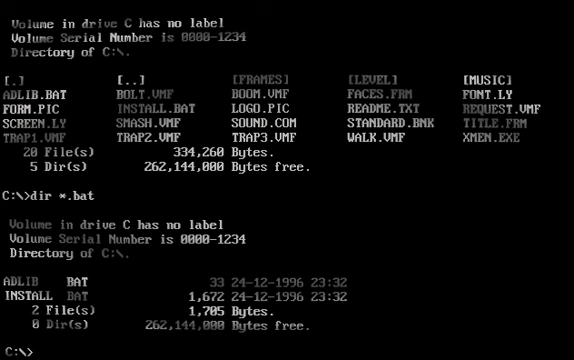 Volume in drive C has no label
Volume Serial Number is 0000-1234
Directory of C:\.
[.] [..] [FRAMES] [LEVEL] [MUSIC]
ADLIB.BAT BOLT.VMF BOOM.VMF FACES.FRM FONT.LY
FORM.PIC INSTALL.BAT LOGO.PIC README.TXT REQUEST.VMF
SCREEN.LY SMASH.VMF SOUND.COM STANDARD.BNK TITLE.FRM
TRAP1.VMF TRAP2.VMF TRAP3.VMF WALK.VMF XMEN.EXE
20 File(s) 334,260 Bytes.
5 Dir(s) 262,144,000 Bytes free.
C:\>dir *.bat
Volume in drive C has no label
Volume Serial Number is 0000-1234
Directory of C:\.
ADLIB BAT 33 24-12-1996 23:32
INSTALL BAT 1,672 24-12-1996 23:32
2 File(s) 1,705 Bytes.
0 Dir(s) 262,144,000 Bytes free.
C:\>